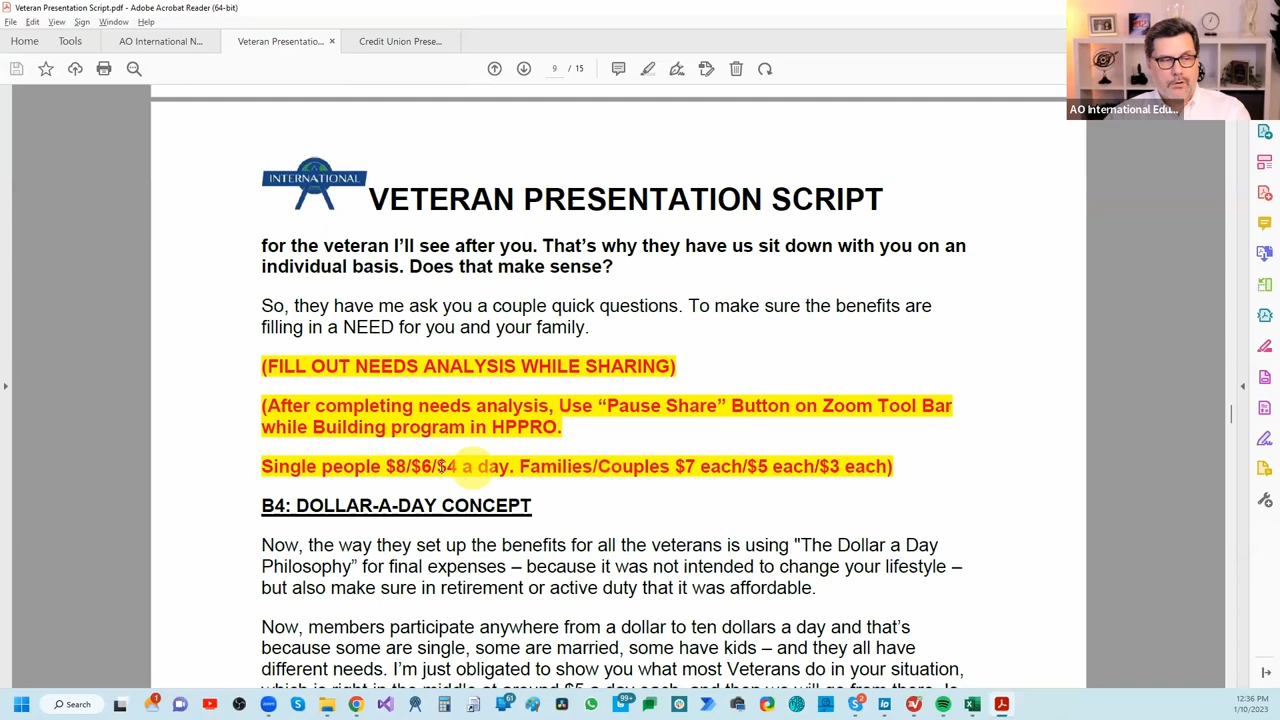 Veteran Presentation Script.pdf - Adobe Acrobat Reader (64-bit)
File Edit View Sign Window Help
Home Tools AO International N... Veteran Presentatio... × Credit Union Prese...
9 / 15
AO International Edu...
INTERNATIONAL
VETERAN PRESENTATION SCRIPT
for the veteran I’ll see after you. That’s why they have us sit down with you on an
individual basis. Does that make sense?
So, they have me ask you a couple quick questions. To make sure the benefits are
filling in a NEED for you and your family.
(FILL OUT NEEDS ANALYSIS WHILE SHARING)
(After completing needs analysis, Use “Pause Share” Button on Zoom Tool Bar
while Building program in HPPRO.
Single people $8/$6/$4 a day. Families/Couples $7 each/$5 each/$3 each)
B4: DOLLAR-A-DAY CONCEPT
Now, the way they set up the benefits for all the veterans is using "The Dollar a Day
Philosophy” for final expenses – because it was not intended to change your lifestyle –
but also make sure in retirement or active duty that it was affordable.
Now, members participate anywhere from a dollar to ten dollars a day and that’s
because some are single, some are married, some have kids – and they all have
different needs. I’m just obligated to show you what most Veterans do in your situation,
Search
61
99+
12:36 PM
1/10/2023